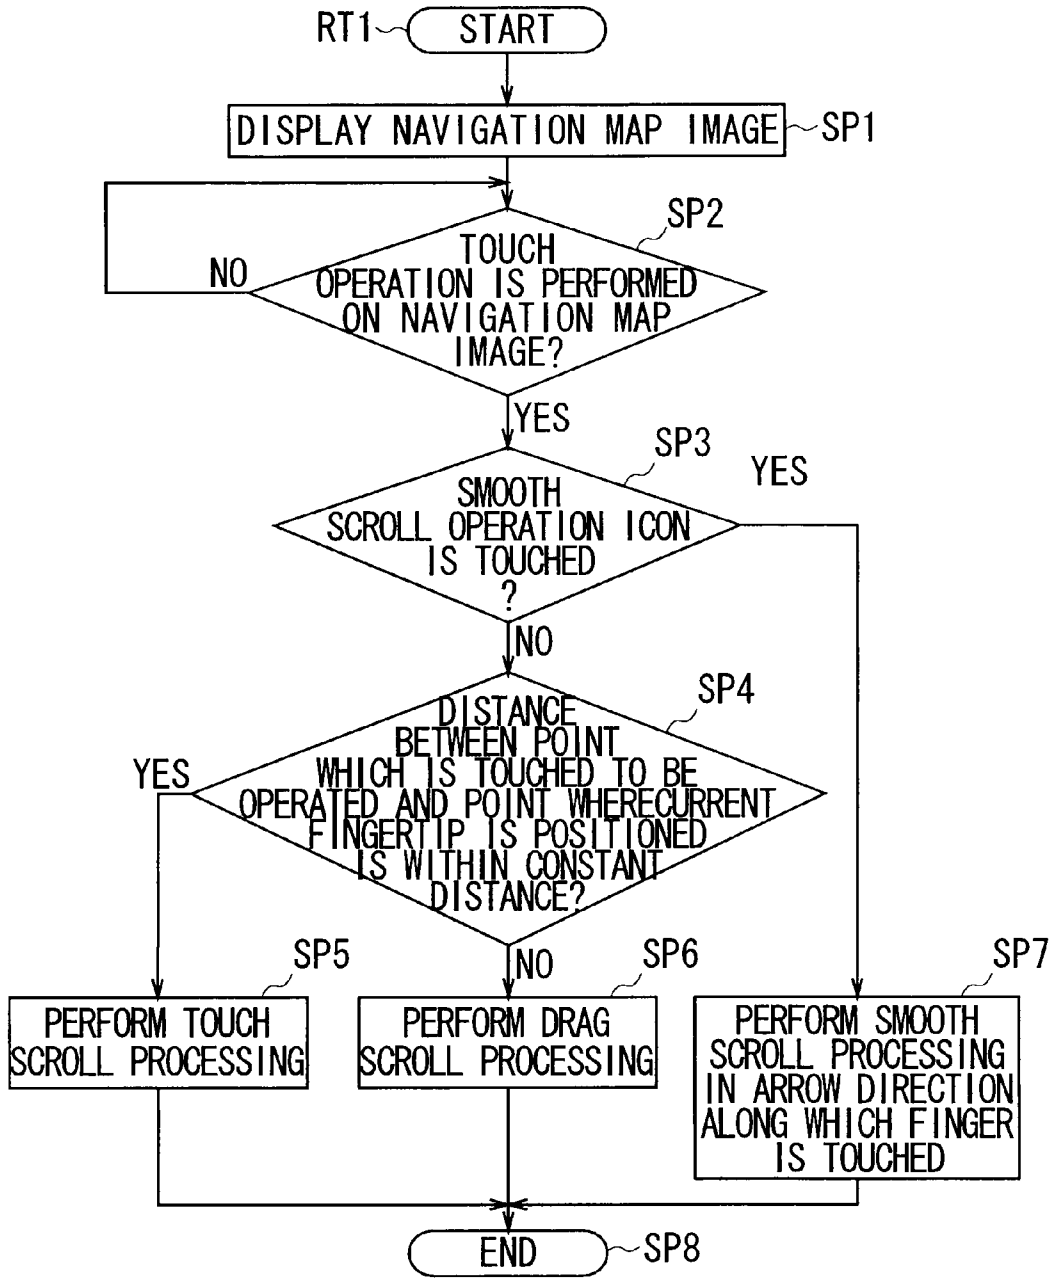 RT1
START
DISPLAY NAVIGATION MAP IMAGE
SP1
SP2
TOUCH
OPERATION IS PERFORMED
ON NAVIGATION MAP
IMAGE?
NO
YES
SP3
SMOOTH
SCROLL OPERATION ICON
IS TOUCHED
?
YES
NO
SP4
DISTANCE
BETWEEN POINT
WHICH IS TOUCHED TO BE
OPERATED AND POINT WHERECURRENT
FINGERTIP IS POSITIONED
IS WITHIN CONSTANT
DISTANCE?
YES
NO
SP5
PERFORM TOUCH
SCROLL PROCESSING
SP6
PERFORM DRAG
SCROLL PROCESSING
SP7
PERFORM SMOOTH
SCROLL PROCESSING
IN ARROW DIRECTION
ALONG WHICH FINGER
IS TOUCHED
END
SP8